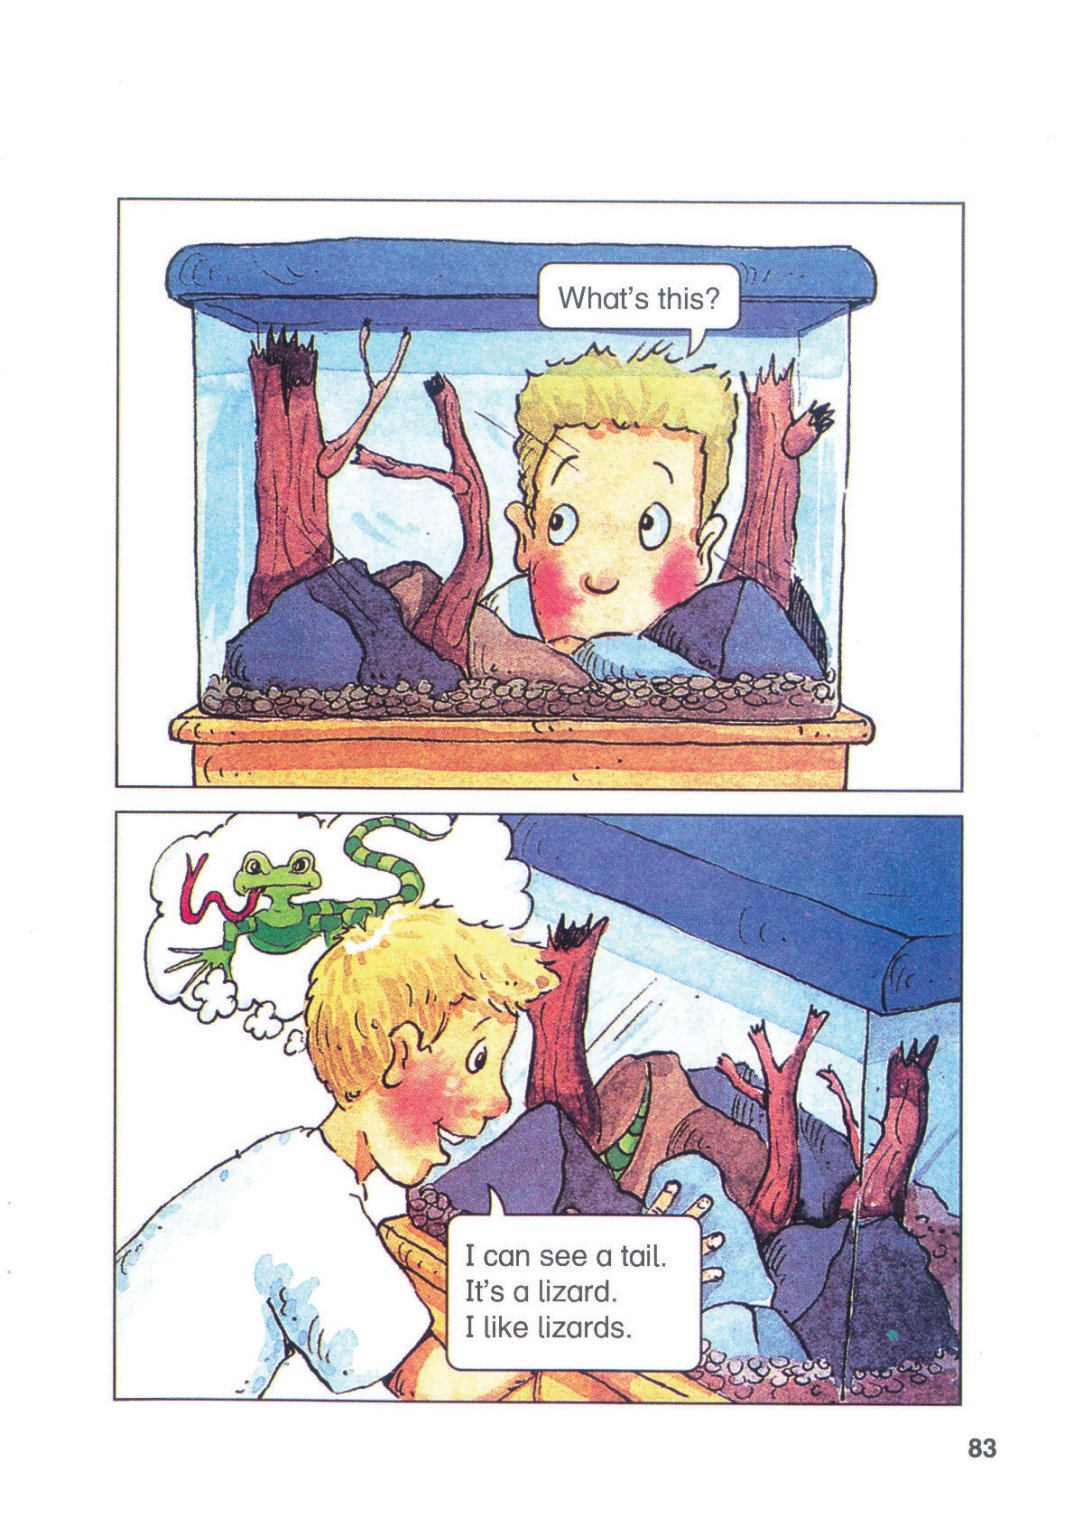 What's this?
I can see a tail.
It's a lizard.
I like lizards.
83